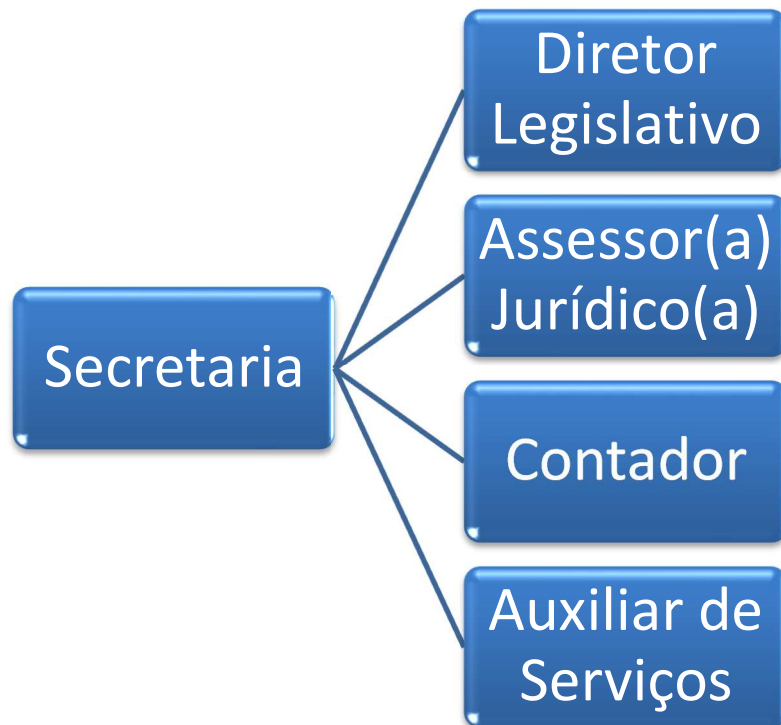 Diretor
Legislativo
Assessor(a)
Jurídico(a)
Secretaria
Contador
Auxiliar de
Serviços